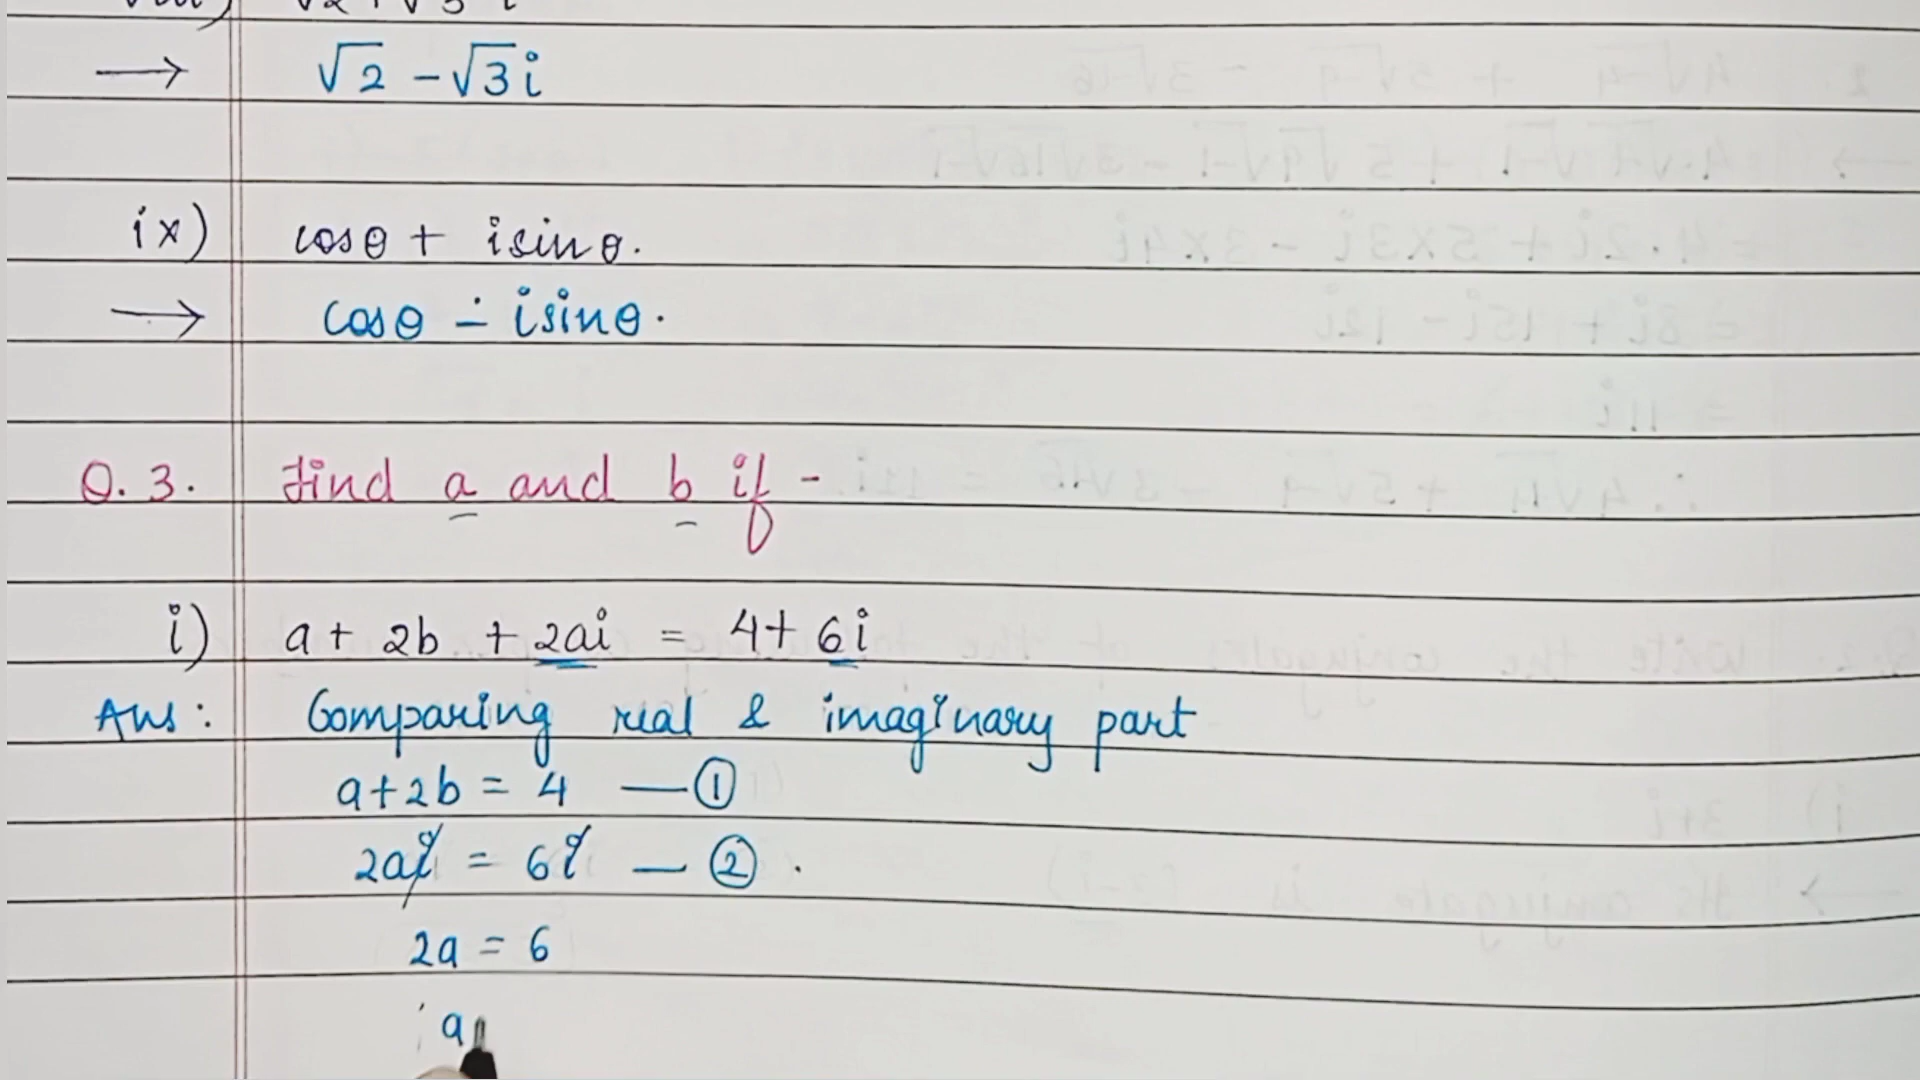 √2 - √3 i
ix) cosθ + isinθ.
→ cosθ - isinθ.
Q. 3. Find a and b if -
i) a + 2b + 2ai = 4 + 6i
Ans : Comparing real & imaginary part
a + 2b = 4 — ①
2ai = 6i — ② .
2a = 6
a